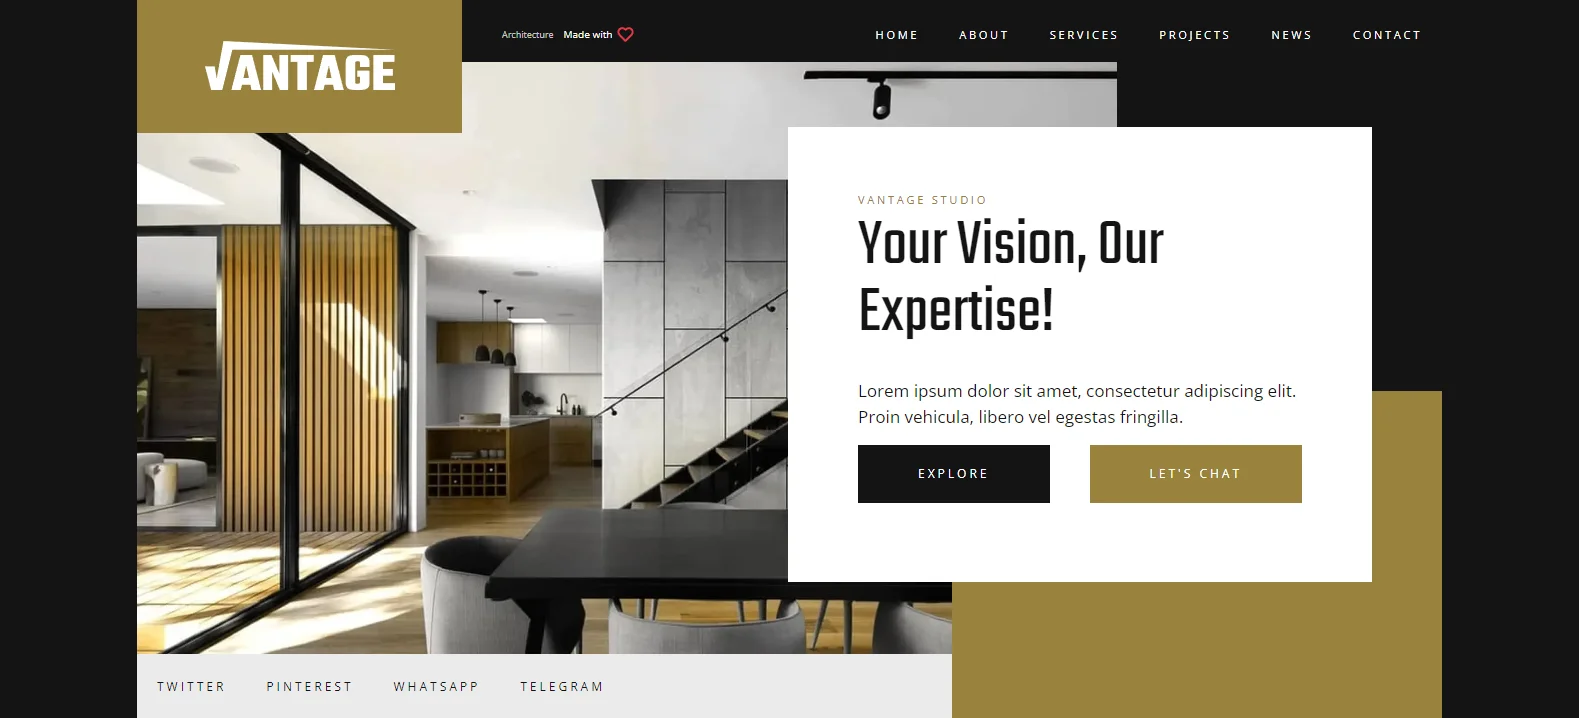 VANTAGE
Architecture Made with
HOME ABOUT SERVICES PROJECTS NEWS CONTACT
VANTAGE STUDIO
Your Vision, Our
Expertise!
Lorem ipsum dolor sit amet, consectetur adipiscing elit.
Proin vehicula, libero vel egestas fringilla.
EXPLORE LET'S CHAT
TWITTER PINTEREST WHATSAPP TELEGRAM